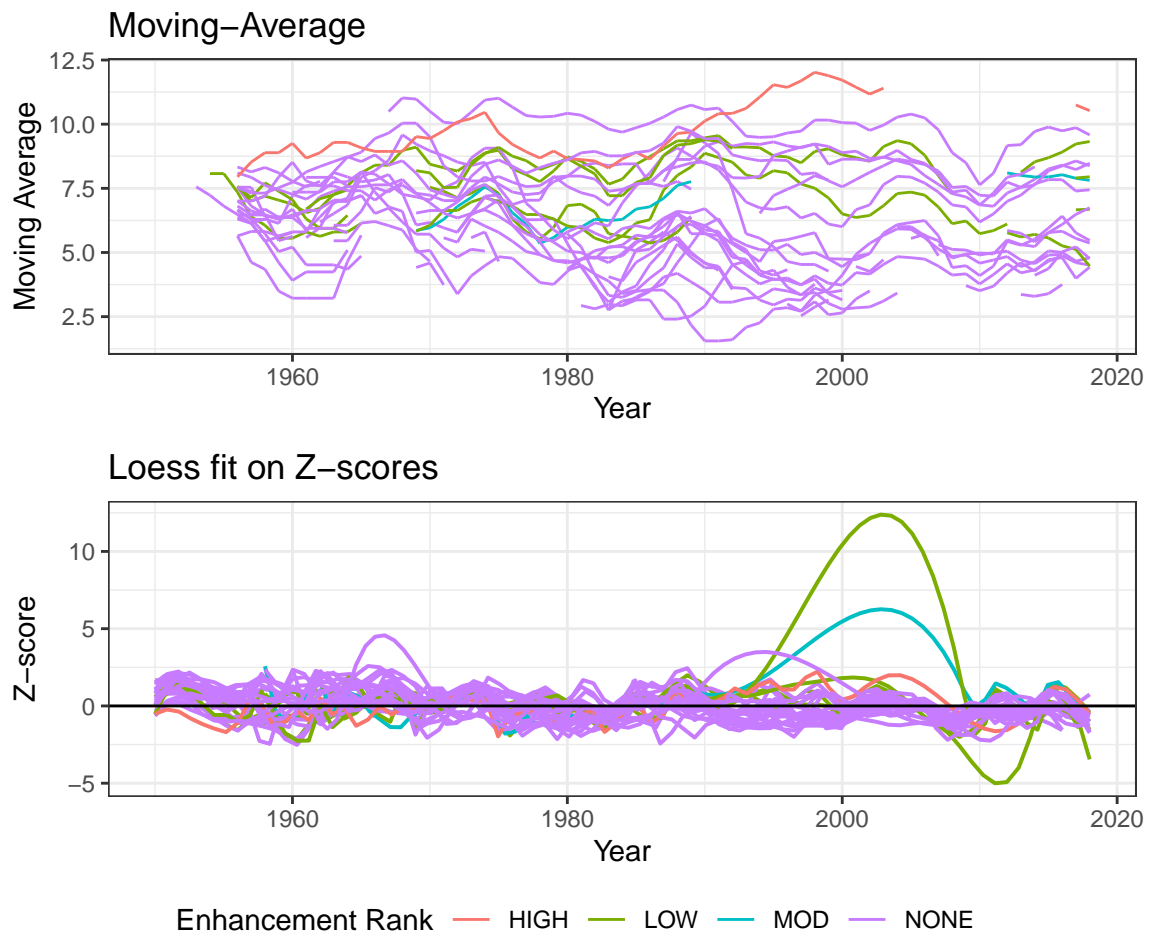 Moving−Average
12.5
10.0
7.5
5.0
2.5
Moving Average
1960 1980 2000 2020
Year
Loess fit on Z−scores
10
5
0
−5
Z−score
1960 1980 2000 2020
Year
Enhancement Rank HIGH LOW MOD NONE